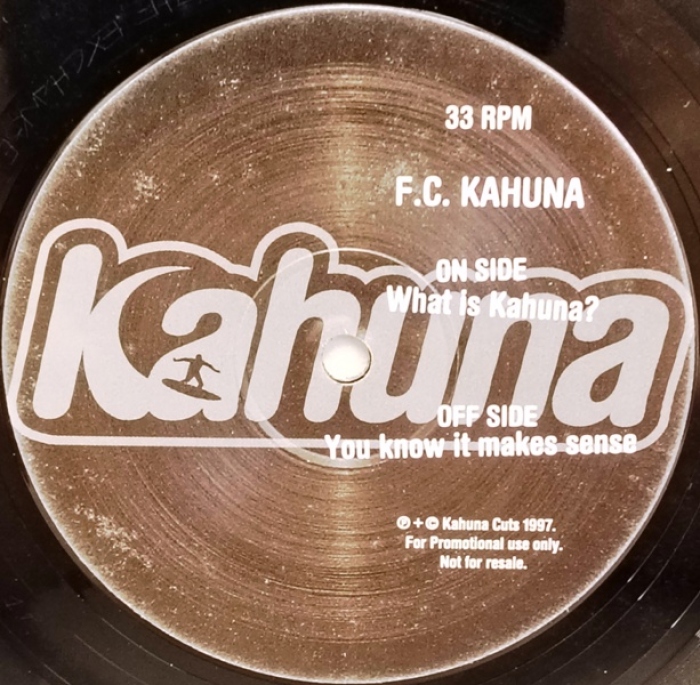 33 RPM
F.C. KAHUNA
kahuna
ON SIDE
What is Kahuna?
OFF SIDE
You know it makes sense
℗ + © Kahuna Cuts 1997.
For Promotional use only.
Not for resale.